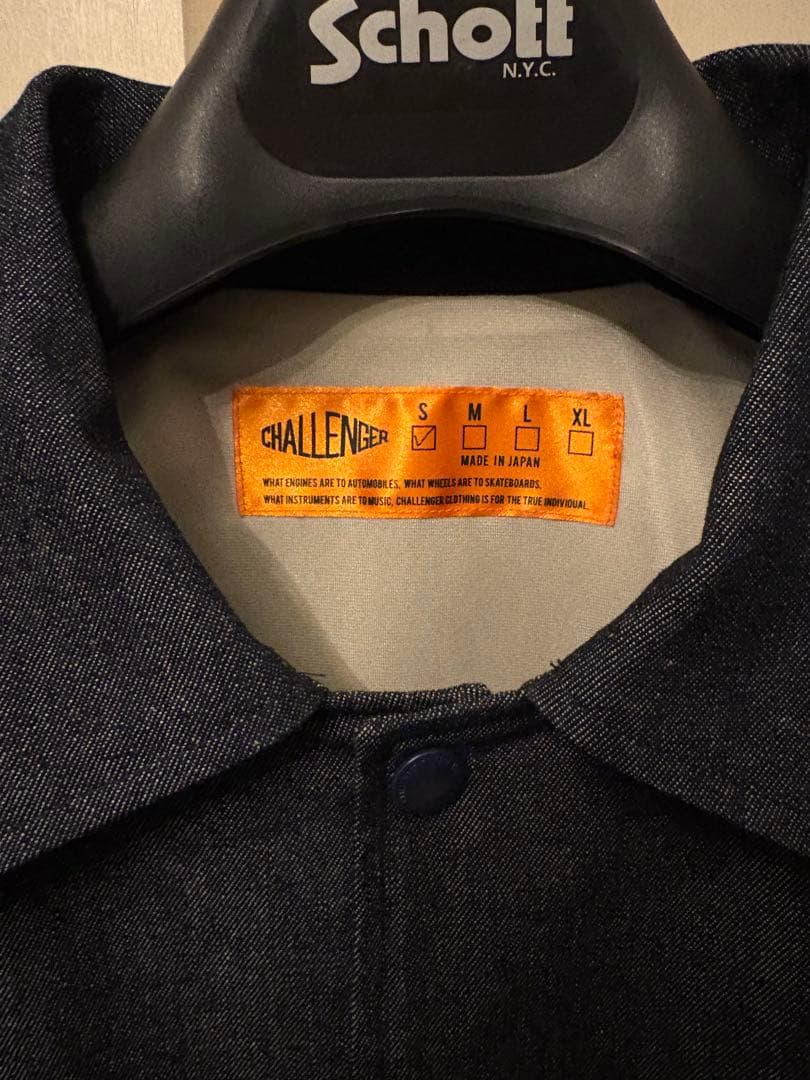 Schott
N.Y.C.
CHALLENGER
S M L XL
MADE IN JAPAN
WHAT ENGINES ARE TO AUTOMOBILES, WHAT WHEELS ARE TO SKATEBOARDS,
WHAT INSTRUMENTS ARE TO MUSIC, CHALLENGER CLOTHING IS FOR THE TRUE INDIVIDUAL.